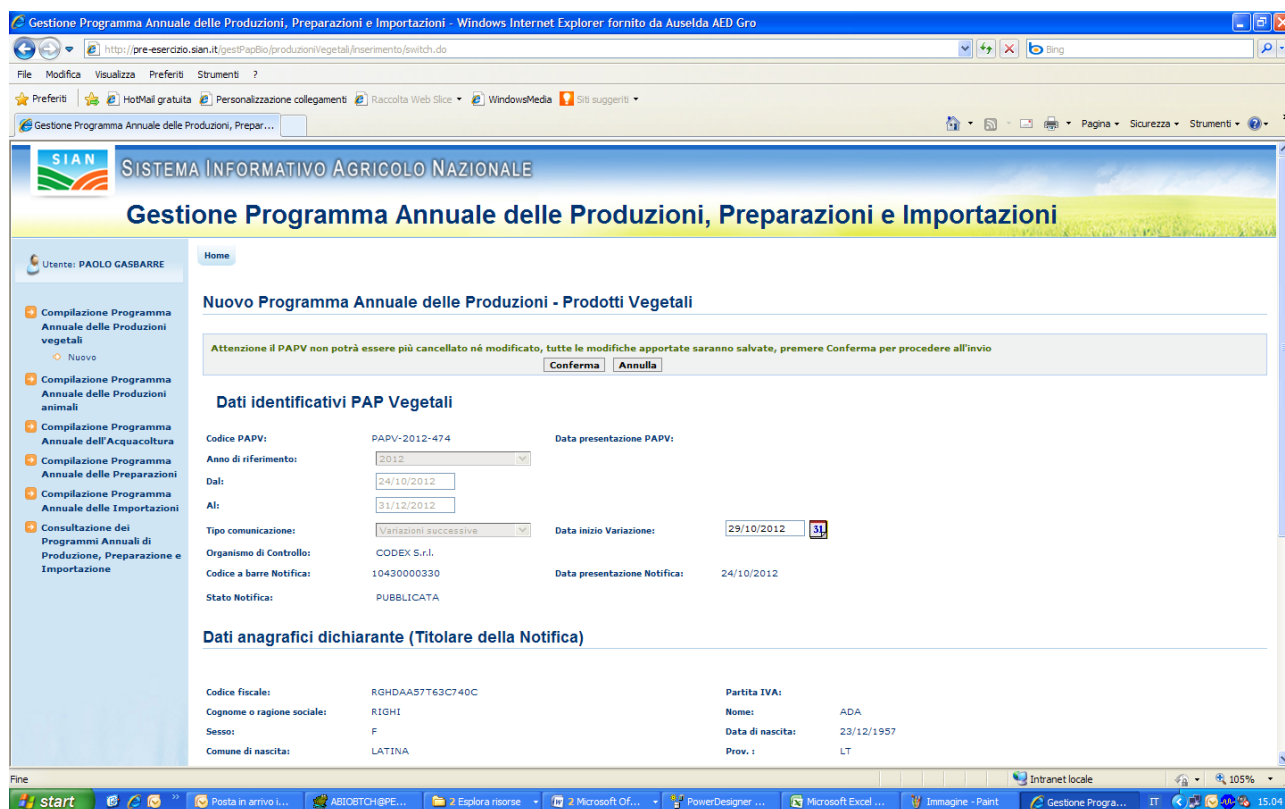 Gestione Programma Annuale delle Produzioni, Preparazioni e Importazioni - Windows Internet Explorer fornito da Auselda AED Gro
http://pre-esercizio.sian.it/gestPapBio/produzioniVegetali/inserimento/switch.do
Bing
File Modifica Visualizza Preferiti Strumenti ?
Preferiti HotMail gratuita Personalizzazione collegamenti Raccolta Web Slice WindowsMedia Siti suggeriti
Gestione Programma Annuale delle Produzioni, Prepar... Pagina Sicurezza Strumenti
SIAN SISTEMA INFORMATIVO AGRICOLO NAZIONALE
Gestione Programma Annuale delle Produzioni, Preparazioni e Importazioni
Utente: PAOLO GASBARRE
Home
Compilazione Programma
Annuale delle Produzioni
vegetali
Nuovo
Compilazione Programma
Annuale delle Produzioni
animali
Compilazione Programma
Annuale dell'Acquacoltura
Compilazione Programma
Annuale delle Preparazioni
Compilazione Programma
Annuale delle Importazioni
Consultazione dei
Programmi Annuali di
Produzione, Preparazione e
Importazione
Nuovo Programma Annuale delle Produzioni - Prodotti Vegetali
Attenzione il PAPV non potrà essere più cancellato né modificato, tutte le modifiche apportate saranno salvate, premere Conferma per procedere all'invio
Conferma Annulla
Dati identificativi PAP Vegetali
Codice PAPV: PAPV-2012-474 Data presentazione PAPV:
Anno di riferimento: 2012
Dal: 24/10/2012
Al: 31/12/2012
Tipo comunicazione: Variazioni successive Data inizio Variazione: 29/10/2012 31
Organismo di Controllo: CODEX S.r.l.
Codice a barre Notifica: 10430000330 Data presentazione Notifica: 24/10/2012
Stato Notifica: PUBBLICATA
Dati anagrafici dichiarante (Titolare della Notifica)
Codice fiscale: RGHDAA57T63C740C Partita IVA:
Cognome o ragione sociale: RIGHI Nome: ADA
Sesso: F Data di nascita: 23/12/1957
Comune di nascita: LATINA Prov. : LT
Fine Intranet locale 105%
start Posta in arrivo i... ABIOBTCH@PE... 2 Esplora risorse 2 Microsoft Of... PowerDesigner ... Microsoft Excel ... Immagine - Paint Gestione Progra... IT 15.04